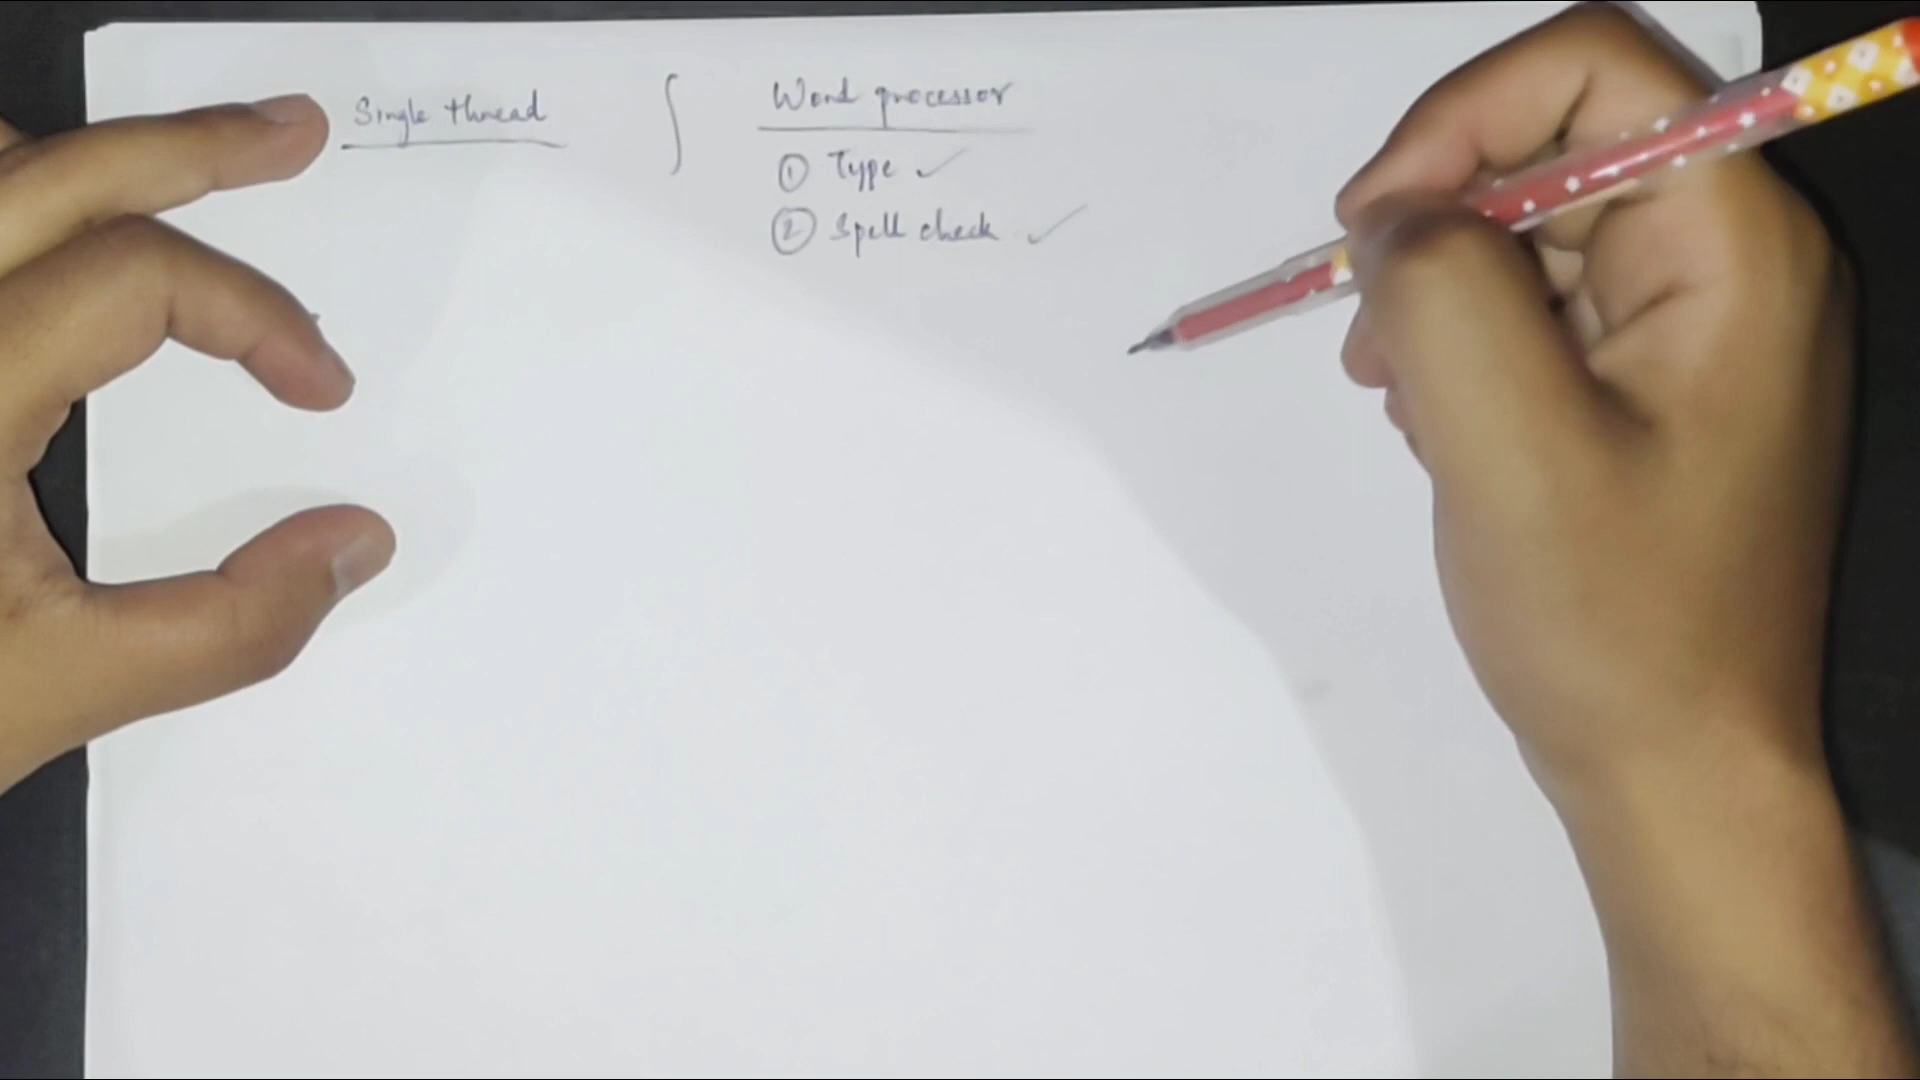 Single thread
Word processor
① Type ✓
② Spell check ✓